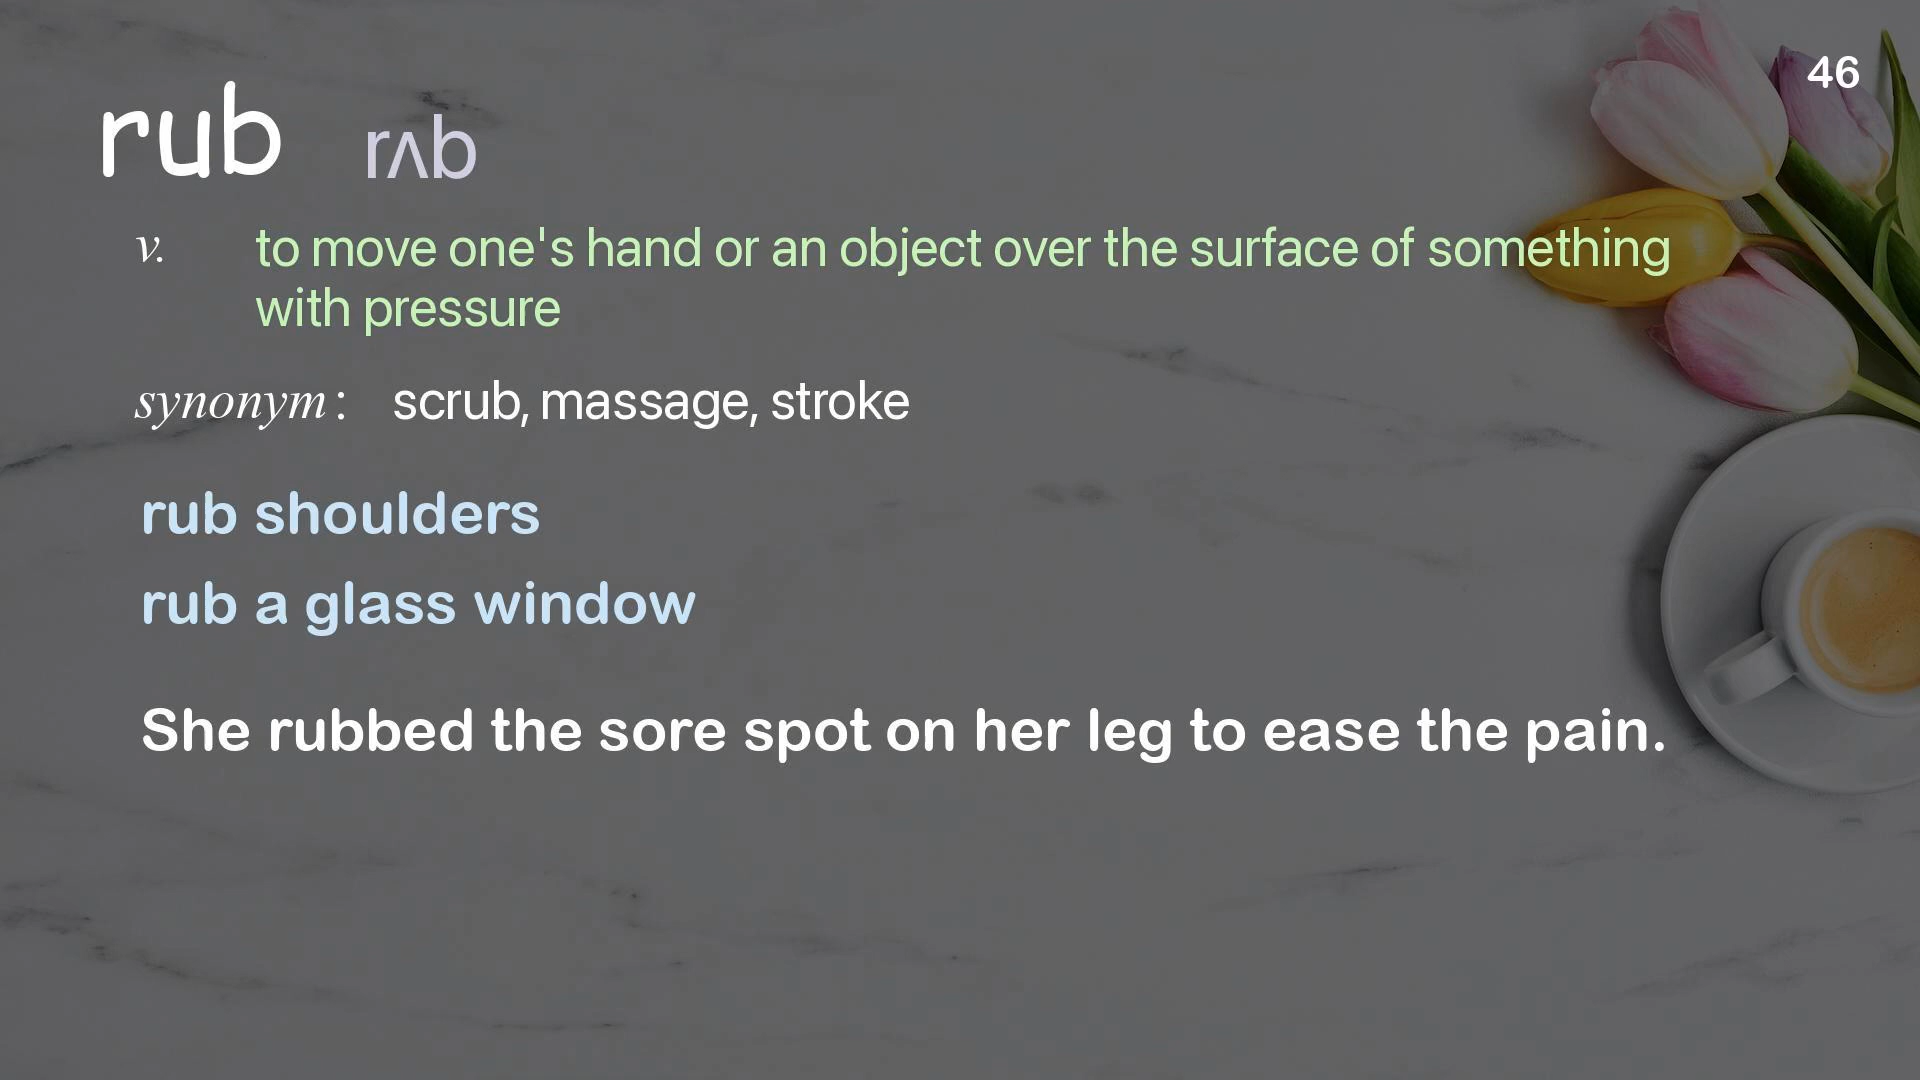 46
rub rʌb
v. to move one's hand or an object over the surface of something
with pressure
synonym: scrub, massage, stroke
rub shoulders
rub a glass window
She rubbed the sore spot on her leg to ease the pain.